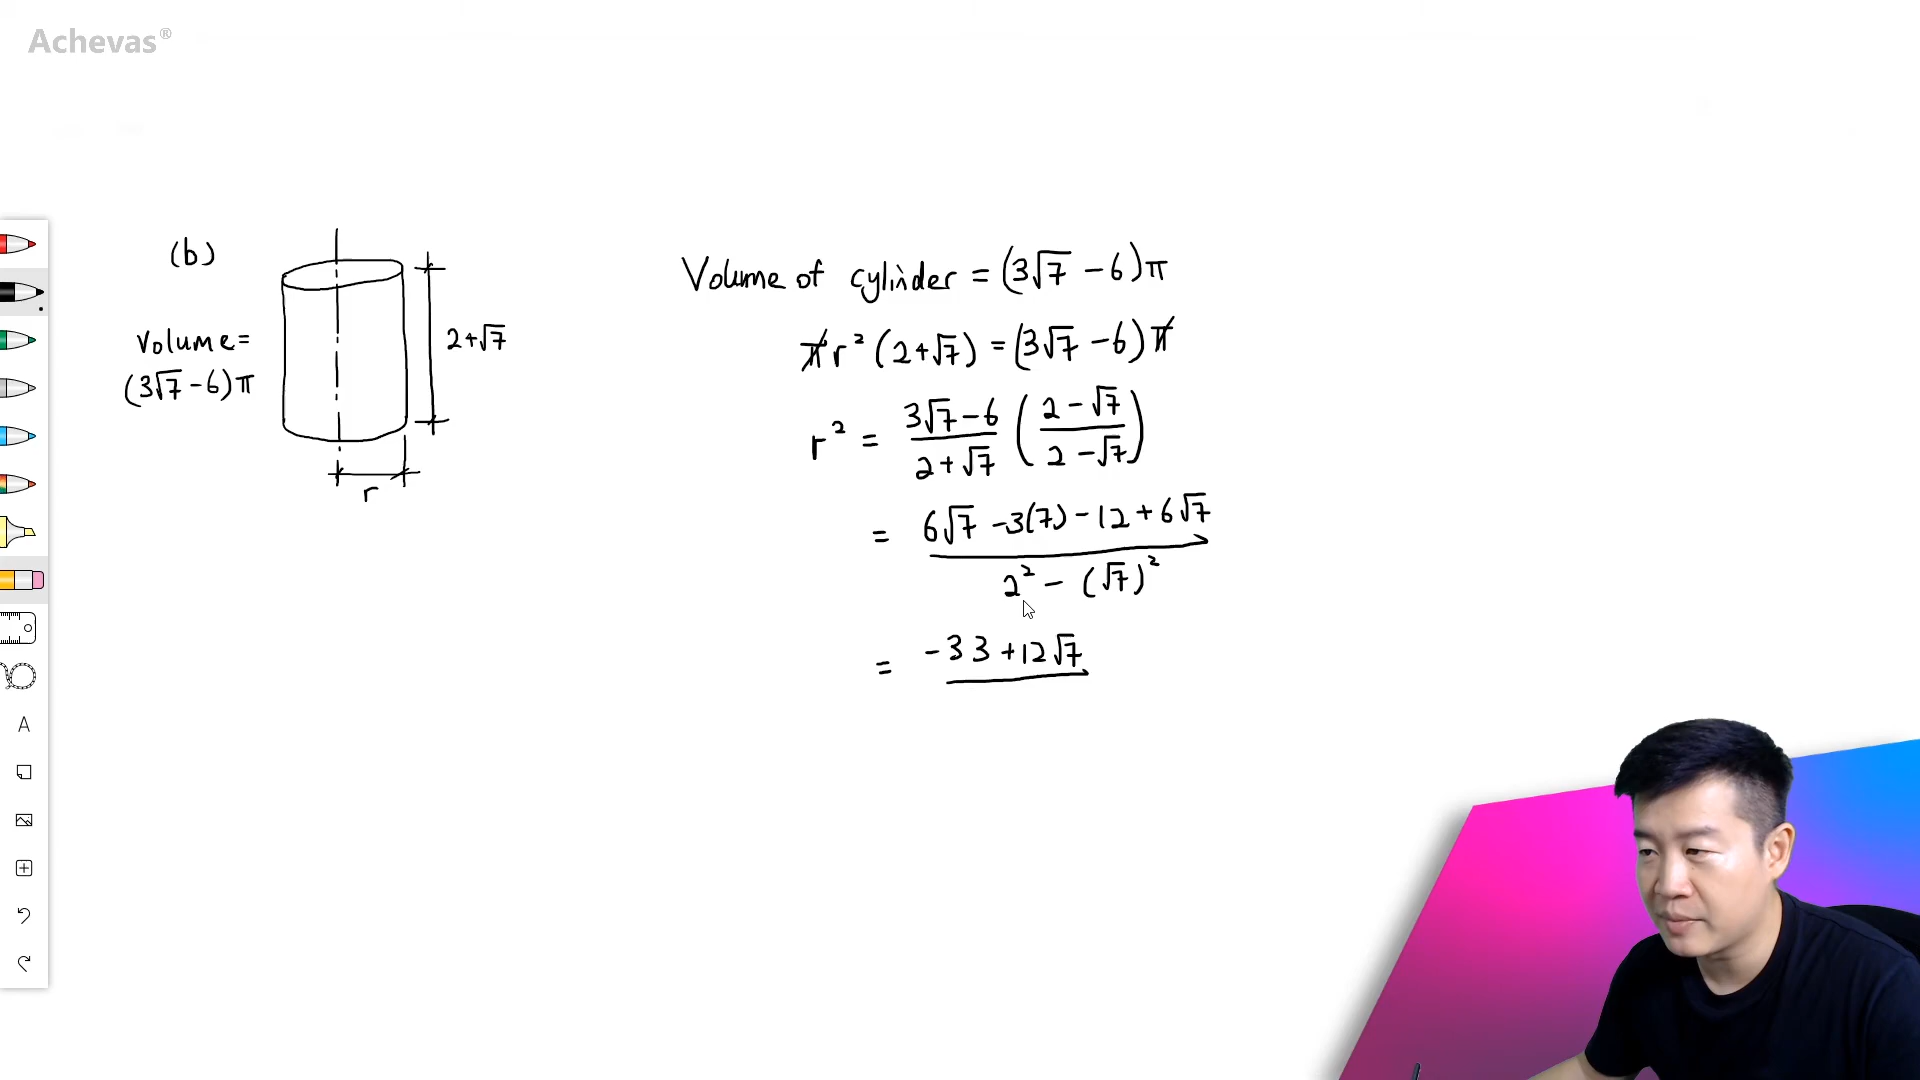 Achevas®
(b)
Volume =
(3√7 - 6)π
2+√7
r
Volume of cylinder = (3√7 - 6)π
πr²(2+√7) = (3√7 - 6)π
r² = (3√7 - 6)/(2+√7) ((2 - √7)/(2 - √7))
= (6√7 - 3(7) - 12 + 6√7)/(2² - (√7)²)
= -33 + 12√7
A